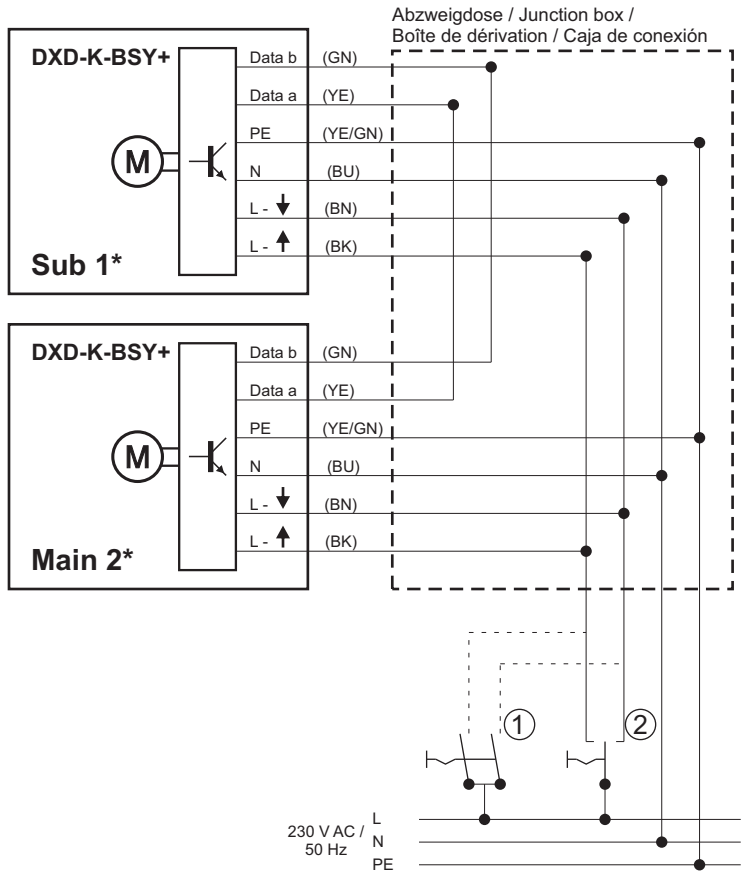 Abzweigdose / Junction box /
Boîte de dérivation / Caja de conexión
DXD-K-BSY+
Data b (GN)
Data a (YE)
PE (YE/GN)
M
N (BU)
L - (BN)
L - (BK)
Sub 1*
DXD-K-BSY+
Data b (GN)
Data a (YE)
PE (YE/GN)
M
N (BU)
L - (BN)
L - (BK)
Main 2*
1
2
230 V AC /
50 Hz
L
N
PE